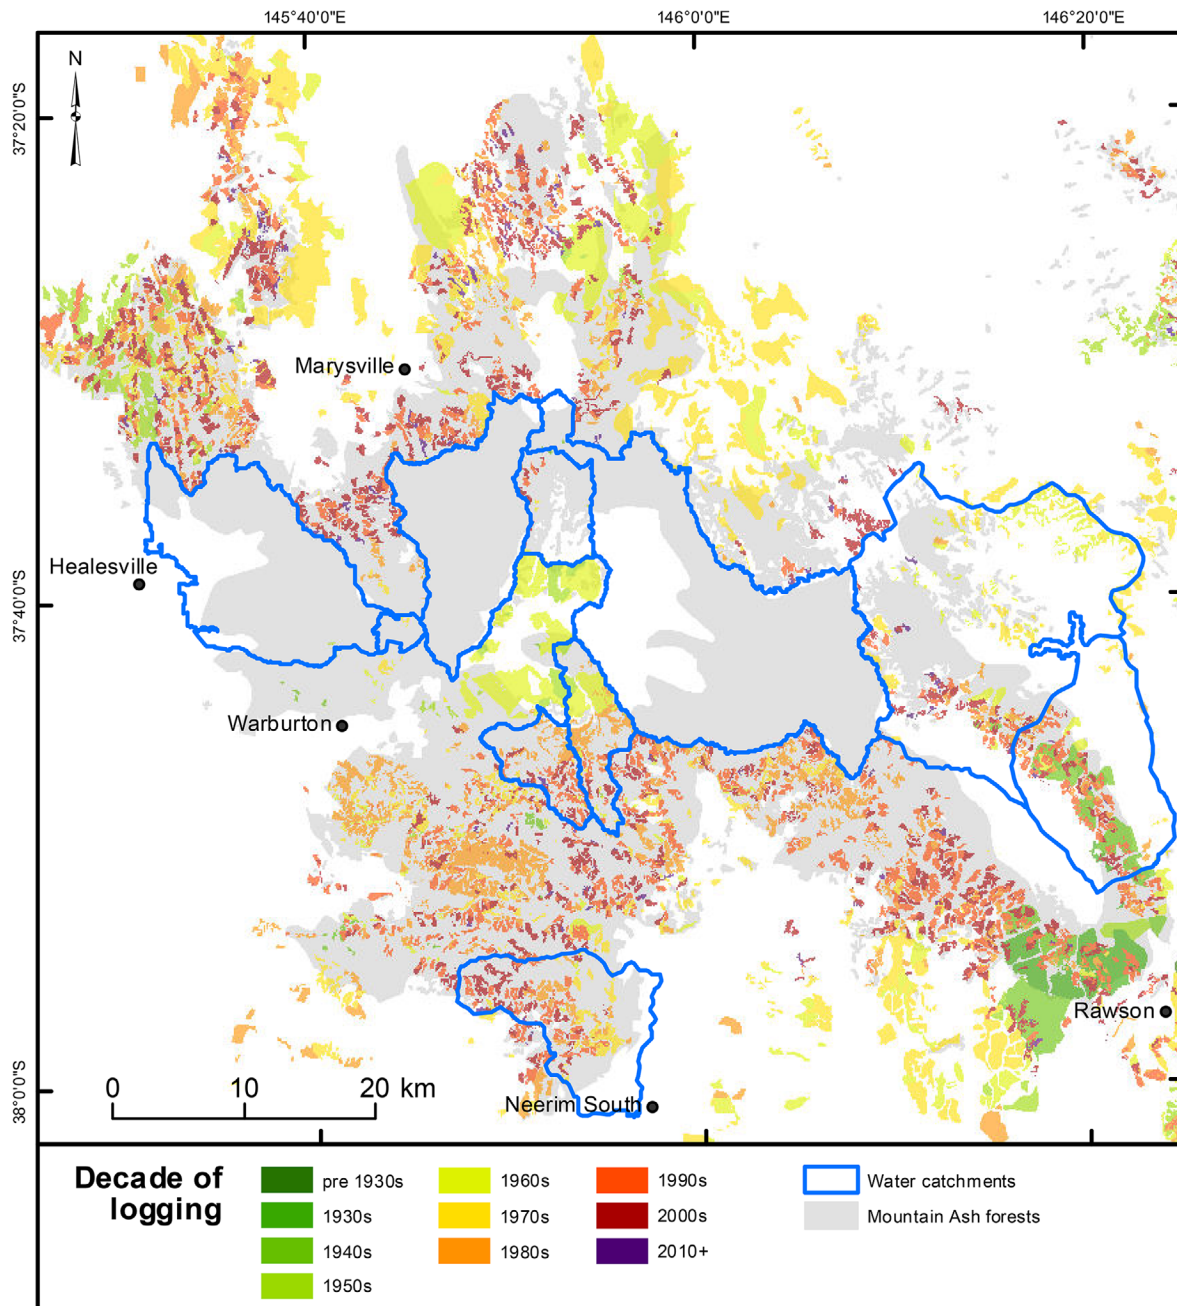 145°40'0"E
146°0'0"E
146°20'0"E
N
37°20'0"S
Marysville
Healesville
37°40'0"S
Warburton
Rawson
0 10 20 km
38°0'0"S
Neerim South
Decade of
logging
pre 1930s
1930s
1940s
1950s
1960s
1970s
1980s
1990s
2000s
2010+
Water catchments
Mountain Ash forests